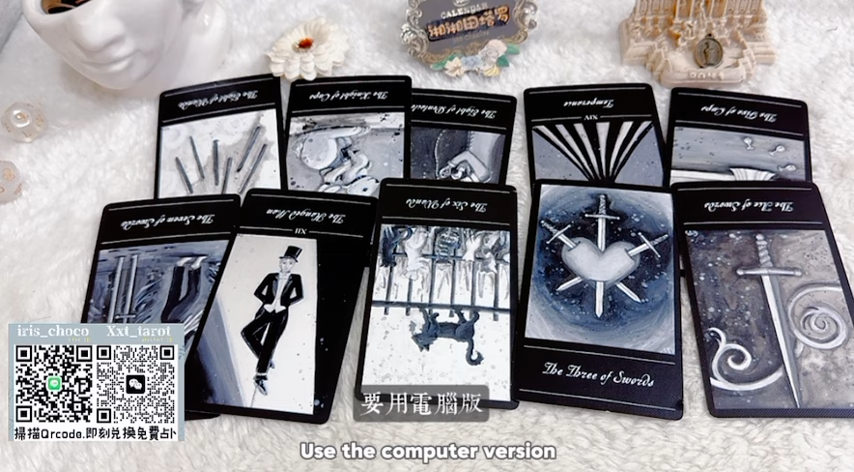 CALENDAR
The Eight of Wands
The Knight of Cups
The Eight of Pentacles
Temperance
XIV
The Five of Cups
The Seven of Swords
The Hanged Man
XII
The Six of Wands
The Three of Swords
The Ace of Swords
iris_choco Xxt_tarot
掃描Qrcode.即刻兌換免費占卜
要用電腦版
Use the computer version